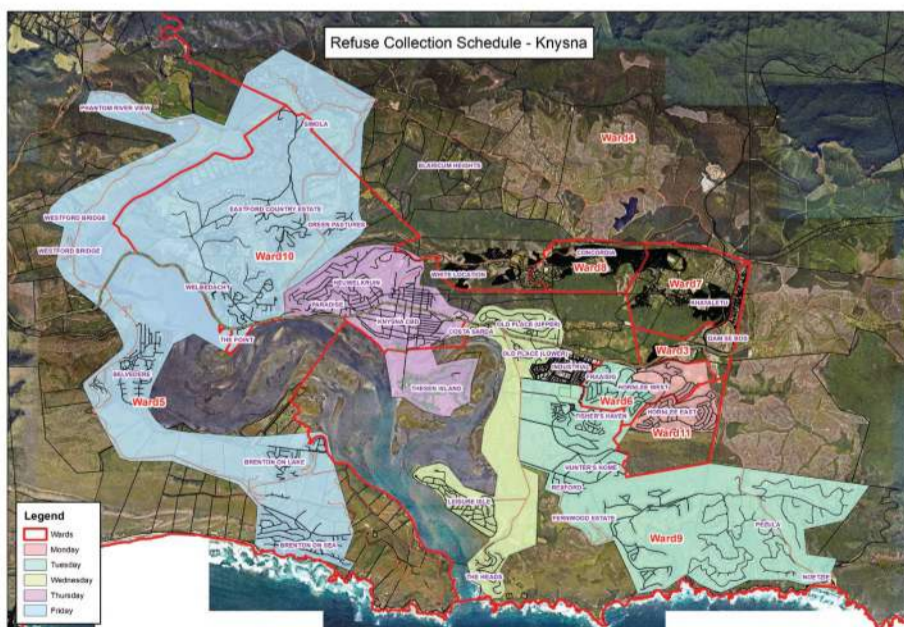 Refuse Collection Schedule - Knysna
PHANTOM RIVER VIEW
SIMOLA
Ward4
BLAISCUM HEIGHTS
EASTFORD COUNTRY ESTATE
WESTFORD BRIDGE
GREEN PASTURES
WESTFORD BRIDGE
Ward10
CONCORDIA
Ward8
WHITE LOCATION
Ward7
HEUWELKRUIN
WELBEDACHT
KHAYALETU
PARADISE
KNYSNA CBD
COSTA SARDA
OLD PLACE (UPPER)
THE POINT
DAM SE BOS
OLD PLACE (LOWER)
Ward3
INDUSTRIAL
BELVEDERE
FRAAISIG
THESEN ISLAND
HORNLEE WEST
Ward5
Ward6
HORNLEE EAST
FISHER'S HAVEN
Ward11
BRENTON ON LAKE
HUNTER'S HOME
REXFORD
LEISURE ISLE
FERNWOOD ESTATE
PEZULA
Ward9
BRENTON ON SEA
THE HEADS
NOETZIE
Legend
Wards
Monday
Tuesday
Wednesday
Thursday
Friday